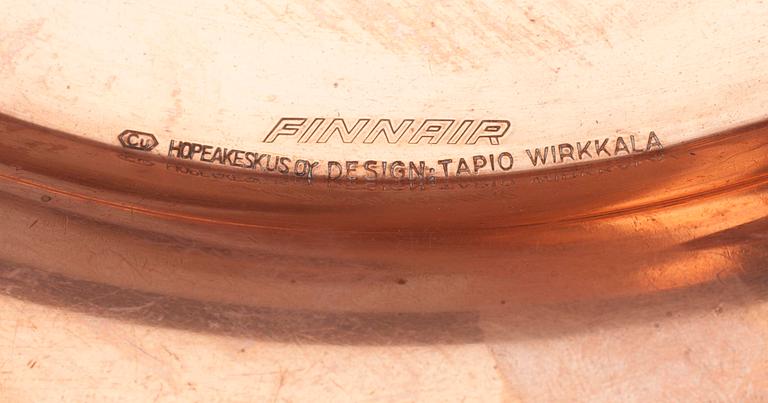 FINNAIR
Cu HOPEAKESKUS OY DESIGN: TAPIO WIRKKALA